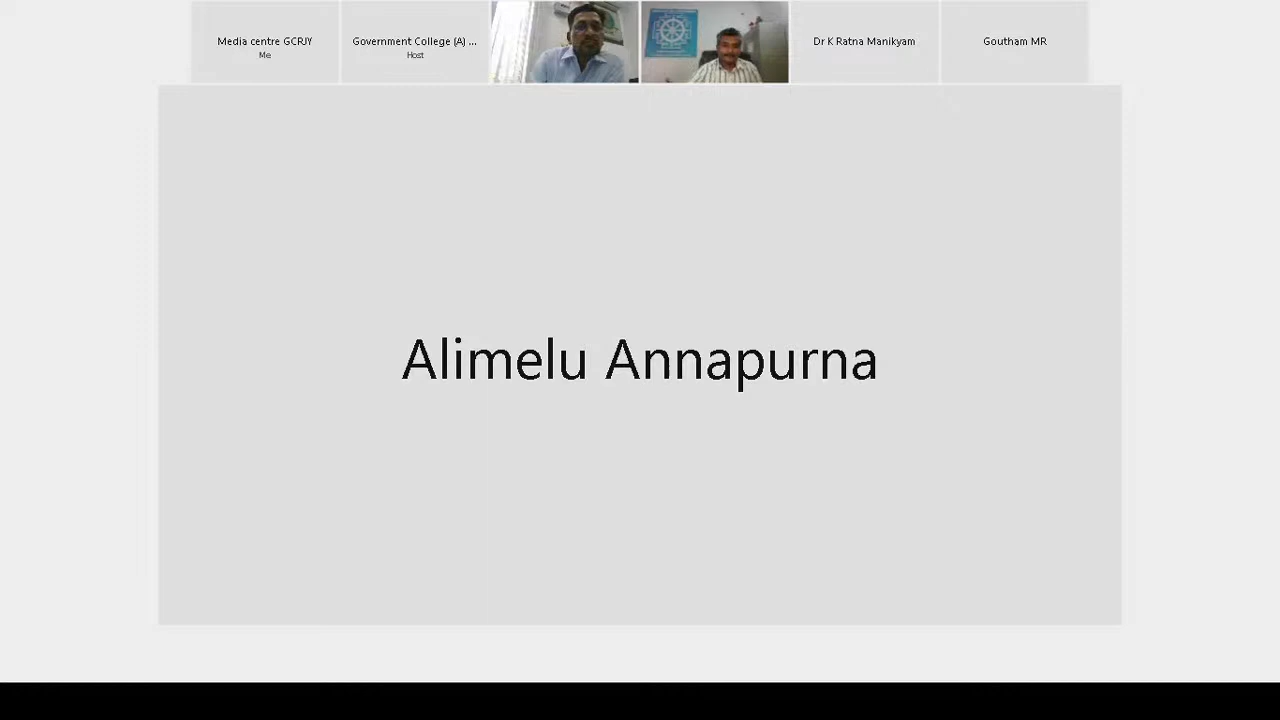 Media centre GCRJY
Me
Government College (A) ...
Host
Dr K Ratna Manikyam
Goutham MR
Alimelu Annapurna